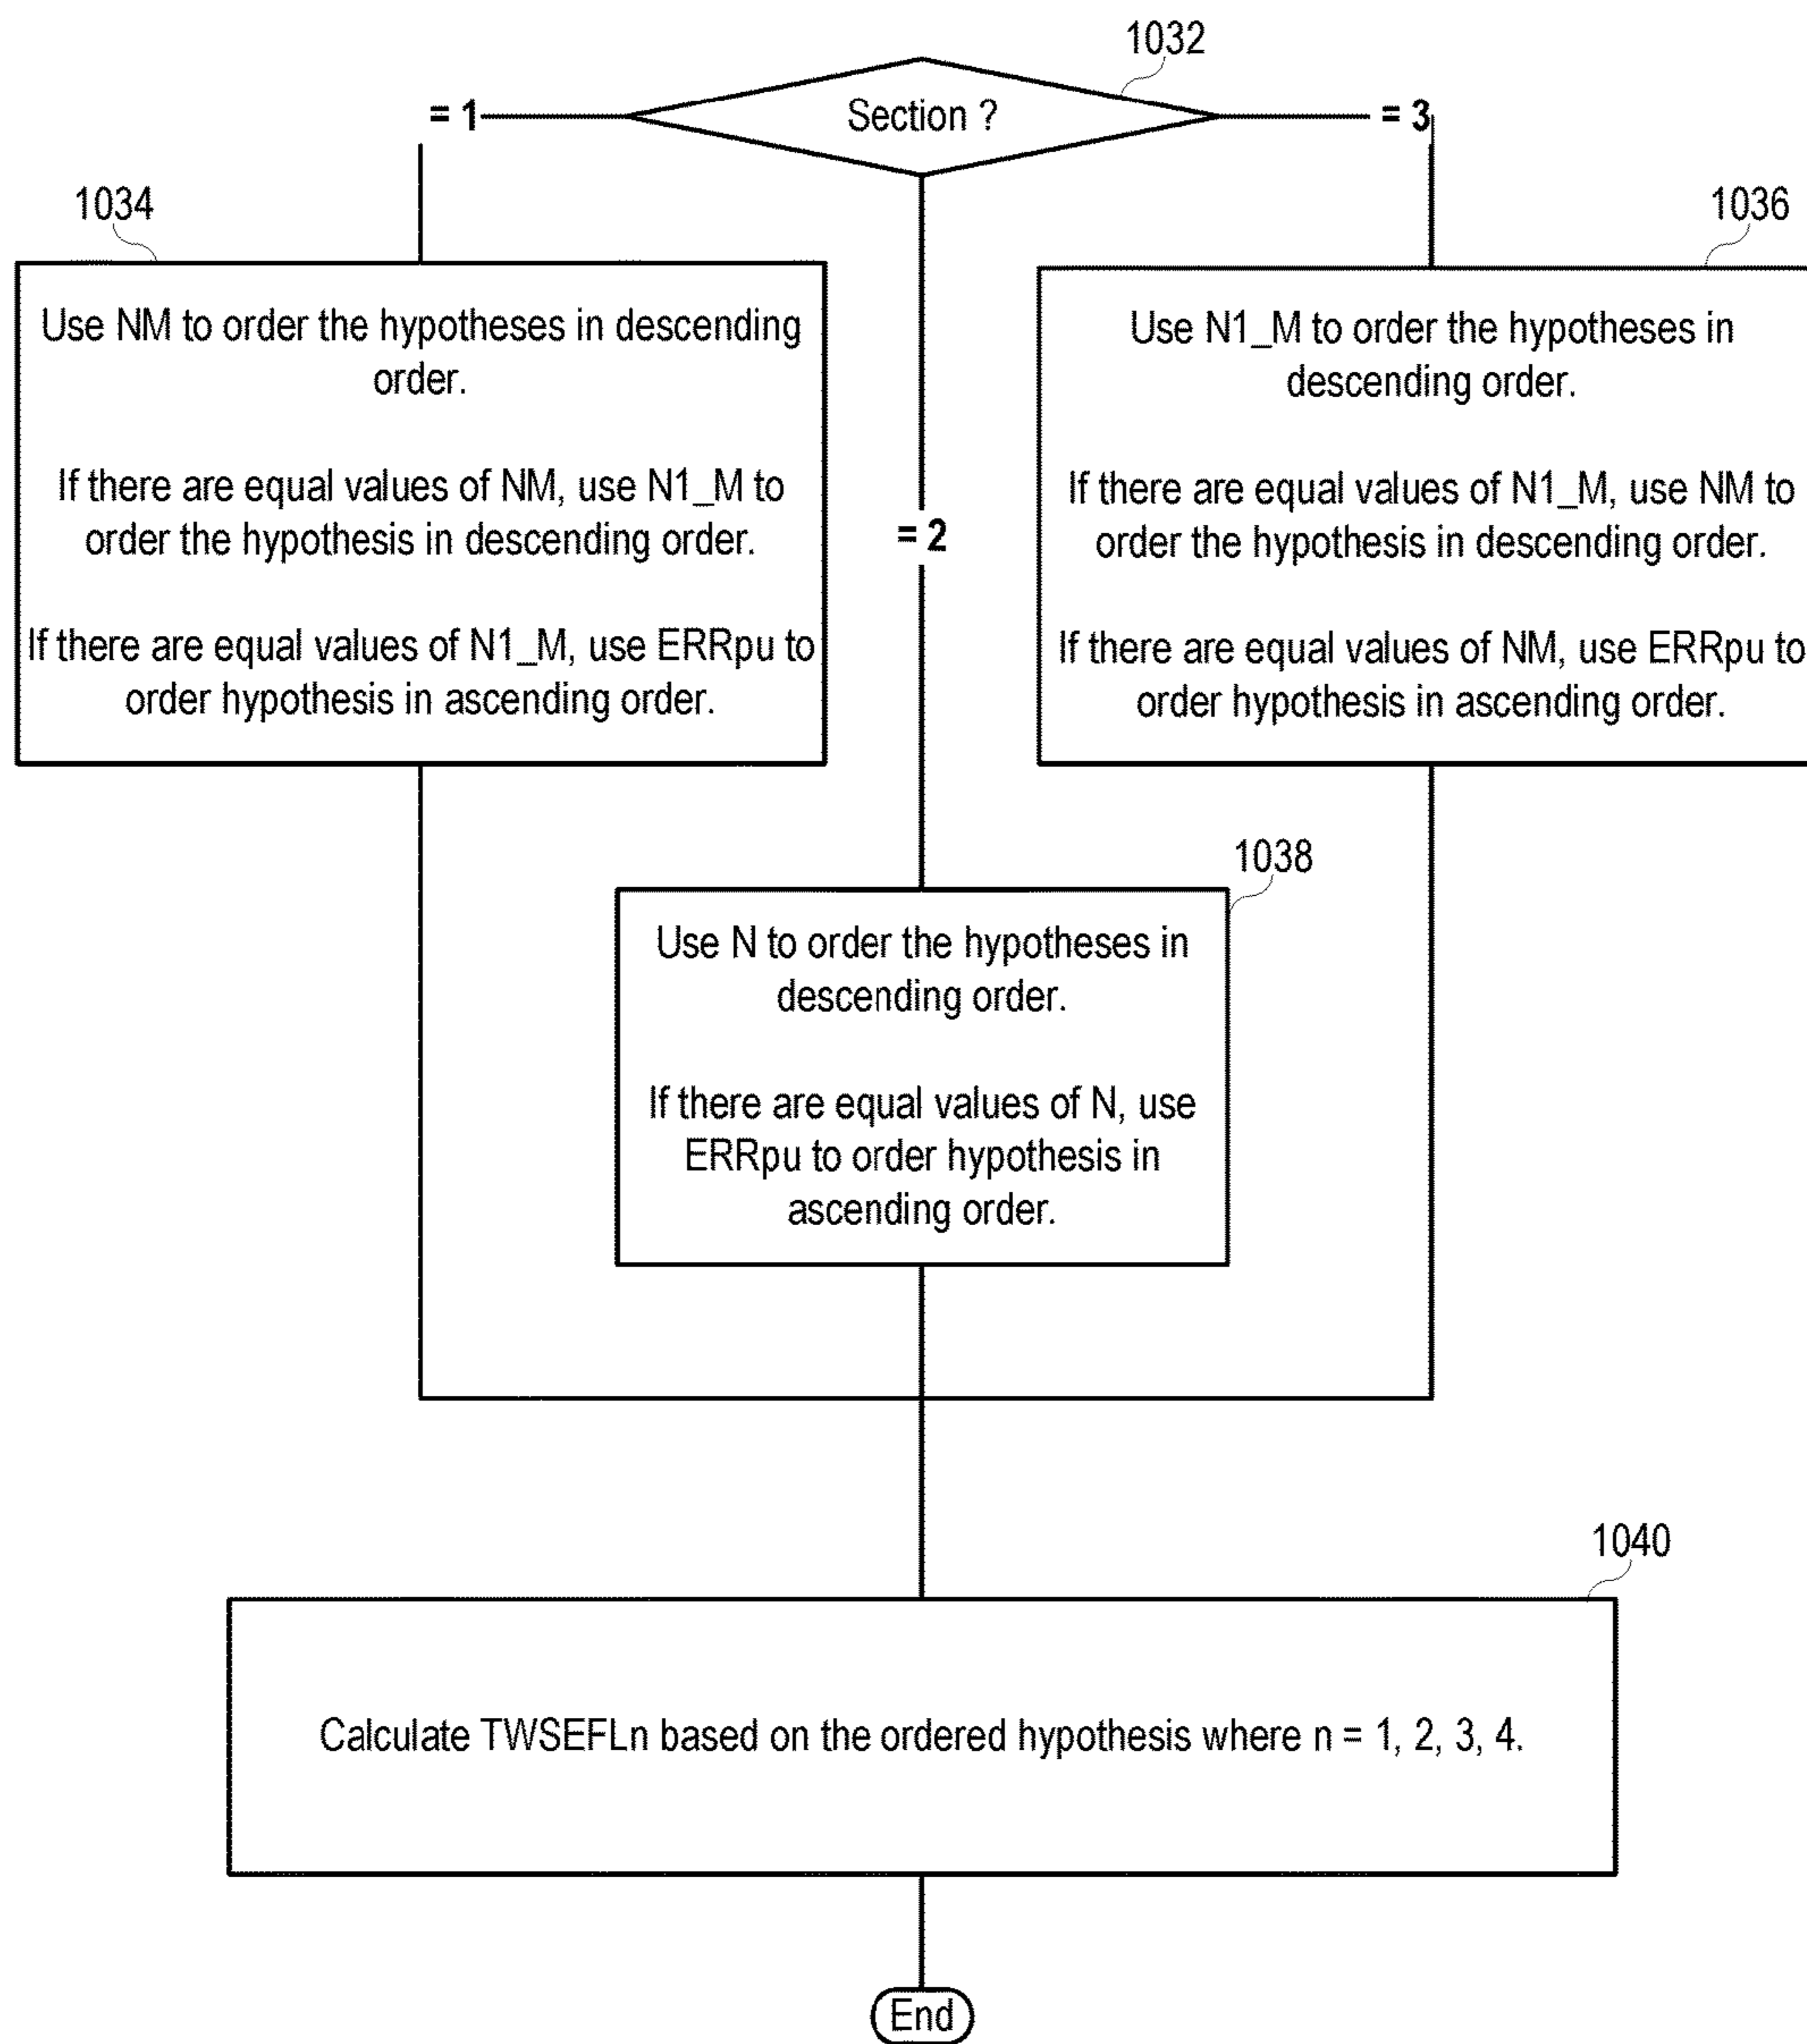 1032
Section ?
= 1
= 3
1034
1036
Use NM to order the hypotheses in descending
order.
If there are equal values of NM, use N1_M to
order the hypothesis in descending order.
If there are equal values of N1_M, use ERRpu to
order hypothesis in ascending order.
Use N1_M to order the hypotheses in
descending order.
If there are equal values of N1_M, use NM to
order the hypothesis in descending order.
If there are equal values of NM, use ERRpu to
order hypothesis in ascending order.
= 2
1038
Use N to order the hypotheses in
descending order.
If there are equal values of N, use
ERRpu to order hypothesis in
ascending order.
1040
Calculate TWSEFLn based on the ordered hypothesis where n = 1, 2, 3, 4.
End